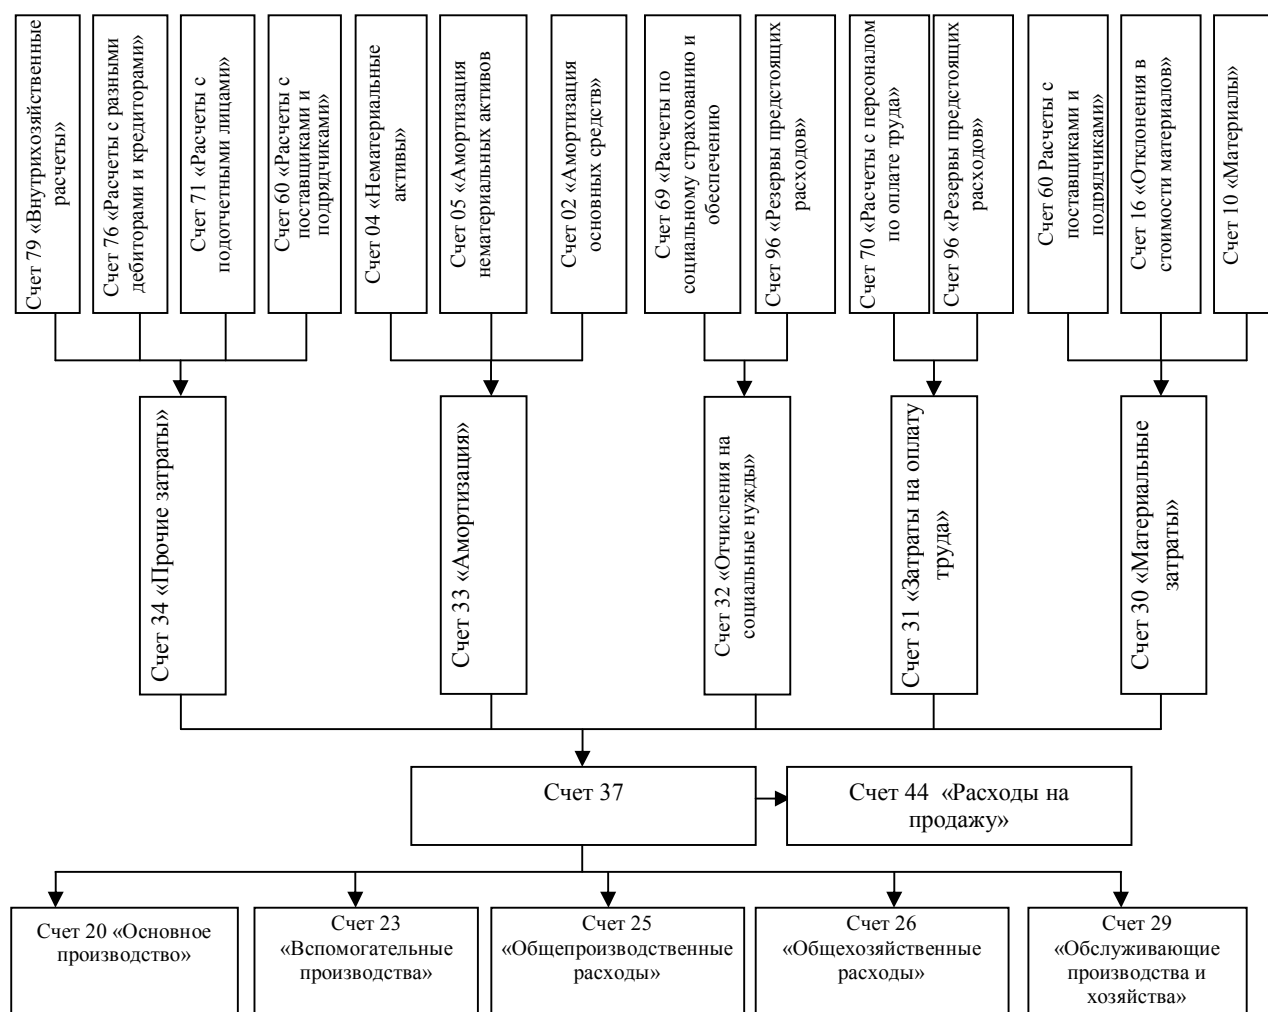 Счет 79 «Внутрихозяйственные
расчеты»
Счет 76 «Расчеты с разными
дебиторами и кредиторами»
Счет 71 «Расчеты с
подотчетными лицами»
Счет 60 «Расчеты с
поставщиками и
подрядчиками»
Счет 04 «Нематериальные
активы»
Счет 05 «Амортизация
нематериальных активов
Счет 02 «Амортизация
основных средств»
Счет 69 «Расчеты по
социальному страхованию и
обеспечению
Счет 96 «Резервы предстоящих
расходов»
Счет 70 «Расчеты с персоналом
по оплате труда»
Счет 96 «Резервы предстоящих
расходов»
Счет 60 Расчеты с
поставщиками и
подрядчиками»
Счет 16 «Отклонения в
стоимости материалов»
Счет 10 «Материалы»
Счет 34 «Прочие затраты»
Счет 33 «Амортизация»
Счет 32 «Отчисления на
социальные нужды»
Счет 31 «Затраты на оплату
труда»
Счет 30 «Материальные
затраты»
Счет 37
Счет 44 «Расходы на
продажу»
Счет 20 «Основное
производство»
Счет 23
«Вспомогательные
производства»
Счет 25
«Общепроизводственные
расходы»
Счет 26
«Общехозяйственные
расходы»
Счет 29
«Обслуживающие
производства и
хозяйства»